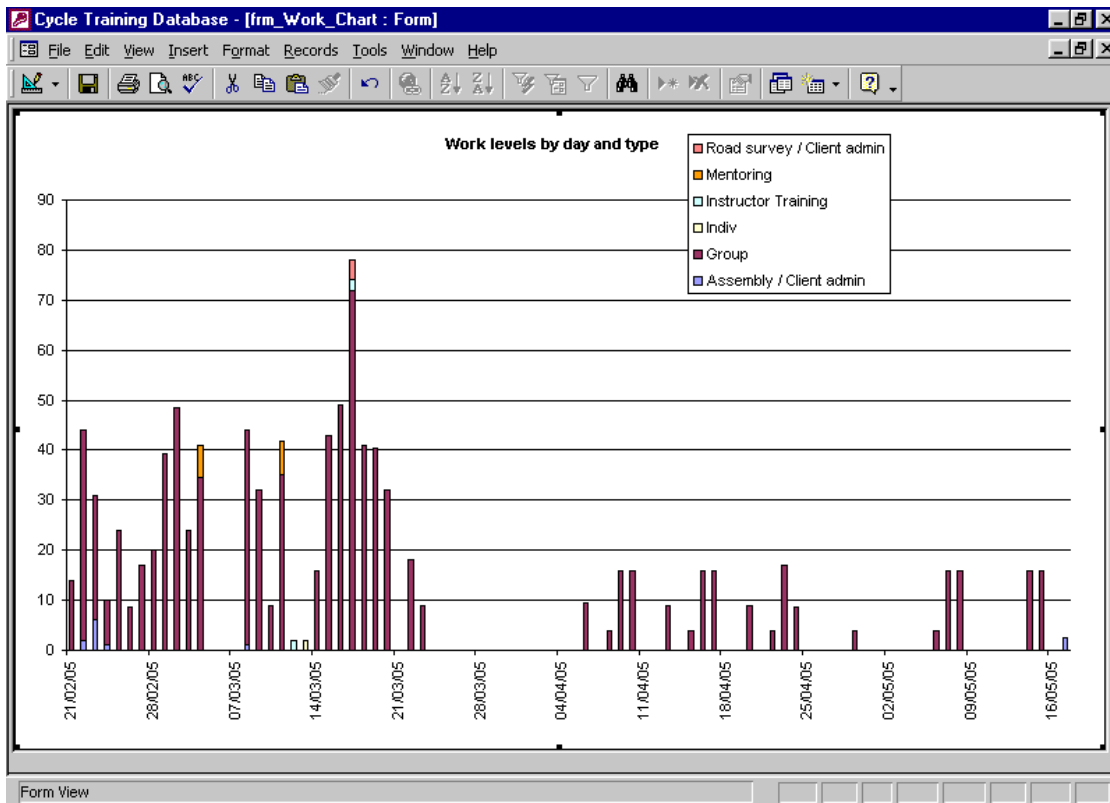 Cycle Training Database - [frm_Work_Chart : Form]
File Edit View Insert Format Records Tools Window Help
Work levels by day and type
Road survey / Client admin
Mentoring
Instructor Training
Indiv
Group
Assembly / Client admin
90
80
70
60
50
40
30
20
10
0
21/02/05
28/02/05
07/03/05
14/03/05
21/03/05
28/03/05
04/04/05
11/04/05
18/04/05
25/04/05
02/05/05
09/05/05
16/05/05
Form View